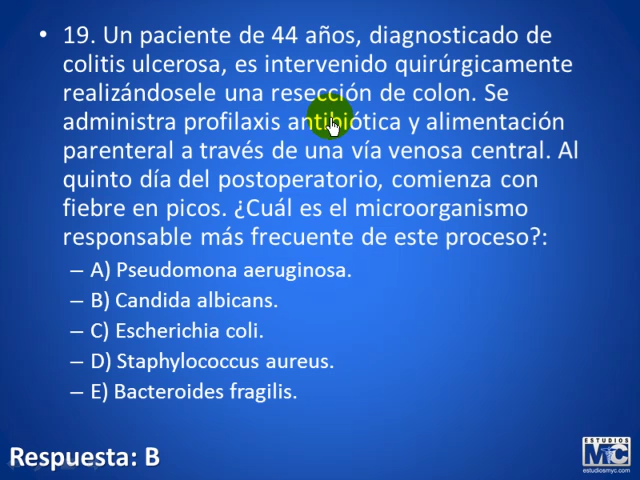 • 19. Un paciente de 44 años, diagnosticado de
colitis ulcerosa, es intervenido quirúrgicamente
realizándosele una resección de colon. Se
administra profilaxis antibiótica y alimentación
parenteral a través de una vía venosa central. Al
quinto día del postoperatorio, comienza con
fiebre en picos. ¿Cuál es el microorganismo
responsable más frecuente de este proceso?:
– A) Pseudomona aeruginosa.
– B) Candida albicans.
– C) Escherichia coli.
– D) Staphylococcus aureus.
– E) Bacteroides fragilis.
Respuesta: B
ESTUDIOS
MyC
estudiosmyc.com